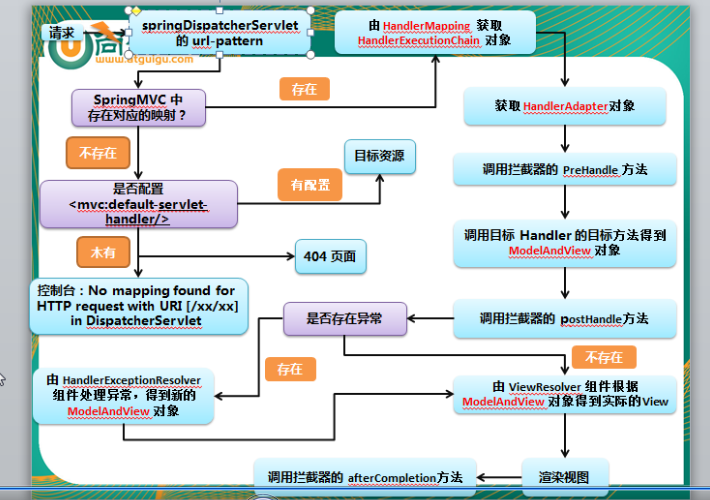 请求
springDispatcherServlet
的 url-pattern
由 HandlerMapping 获取
HandlerExecutionChain 对象
www.atguigu.com
SpringMVC 中
存在对应的映射？
存在
获取 HandlerAdapter对象
不存在
目标资源
调用拦截器的 PreHandle 方法
是否配置
<mvc:default-servlet-
handler/>
有配置
调用目标 Handler 的目标方法得到
ModelAndView 对象
木有
404 页面
控制台：No mapping found for
HTTP request with URI [/xx/xx]
in DispatcherServlet
是否存在异常
调用拦截器的 postHandle方法
不存在
存在
由 HandlerExceptionResolver
组件处理异常，得到新的
ModelAndView 对象
由 ViewResolver 组件根据
ModelAndView 对象得到实际的View
调用拦截器的 afterCompletion方法
渲染视图